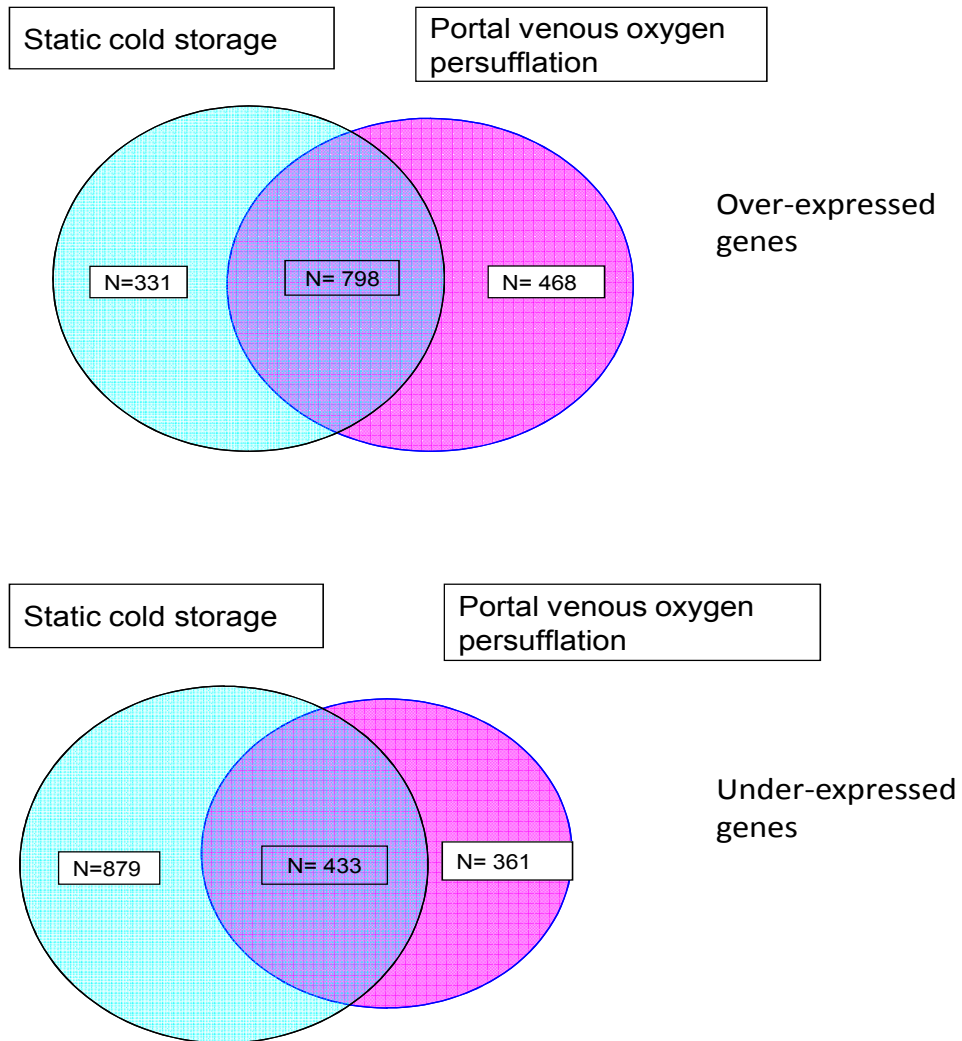 Static cold storage
Portal venous oxygen
persufflation
Over-expressed
genes
N=331
N= 798
N= 468
Static cold storage
Portal venous oxygen
persufflation
Under-expressed
genes
N=879
N= 433
N= 361